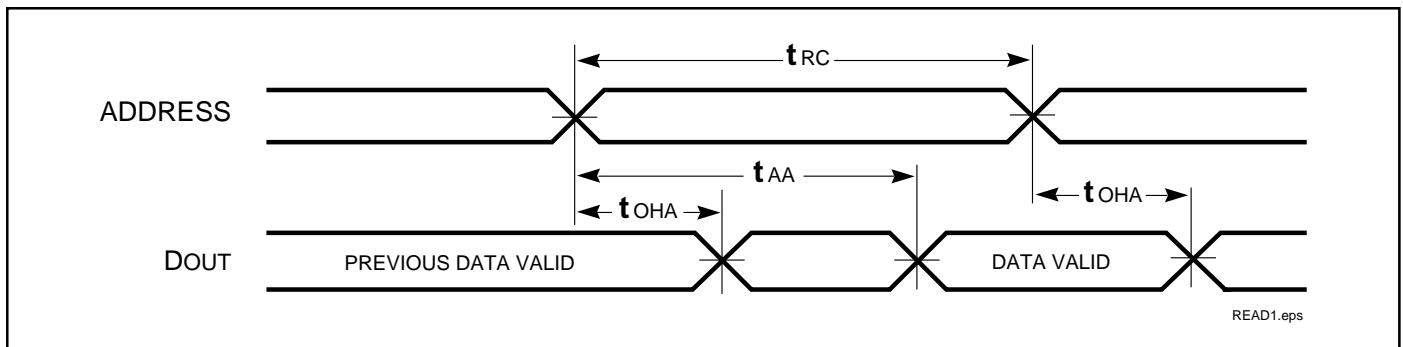 tRC
ADDRESS
tAA
tOHA
tOHA
DOUT
PREVIOUS DATA VALID
DATA VALID
READ1.eps